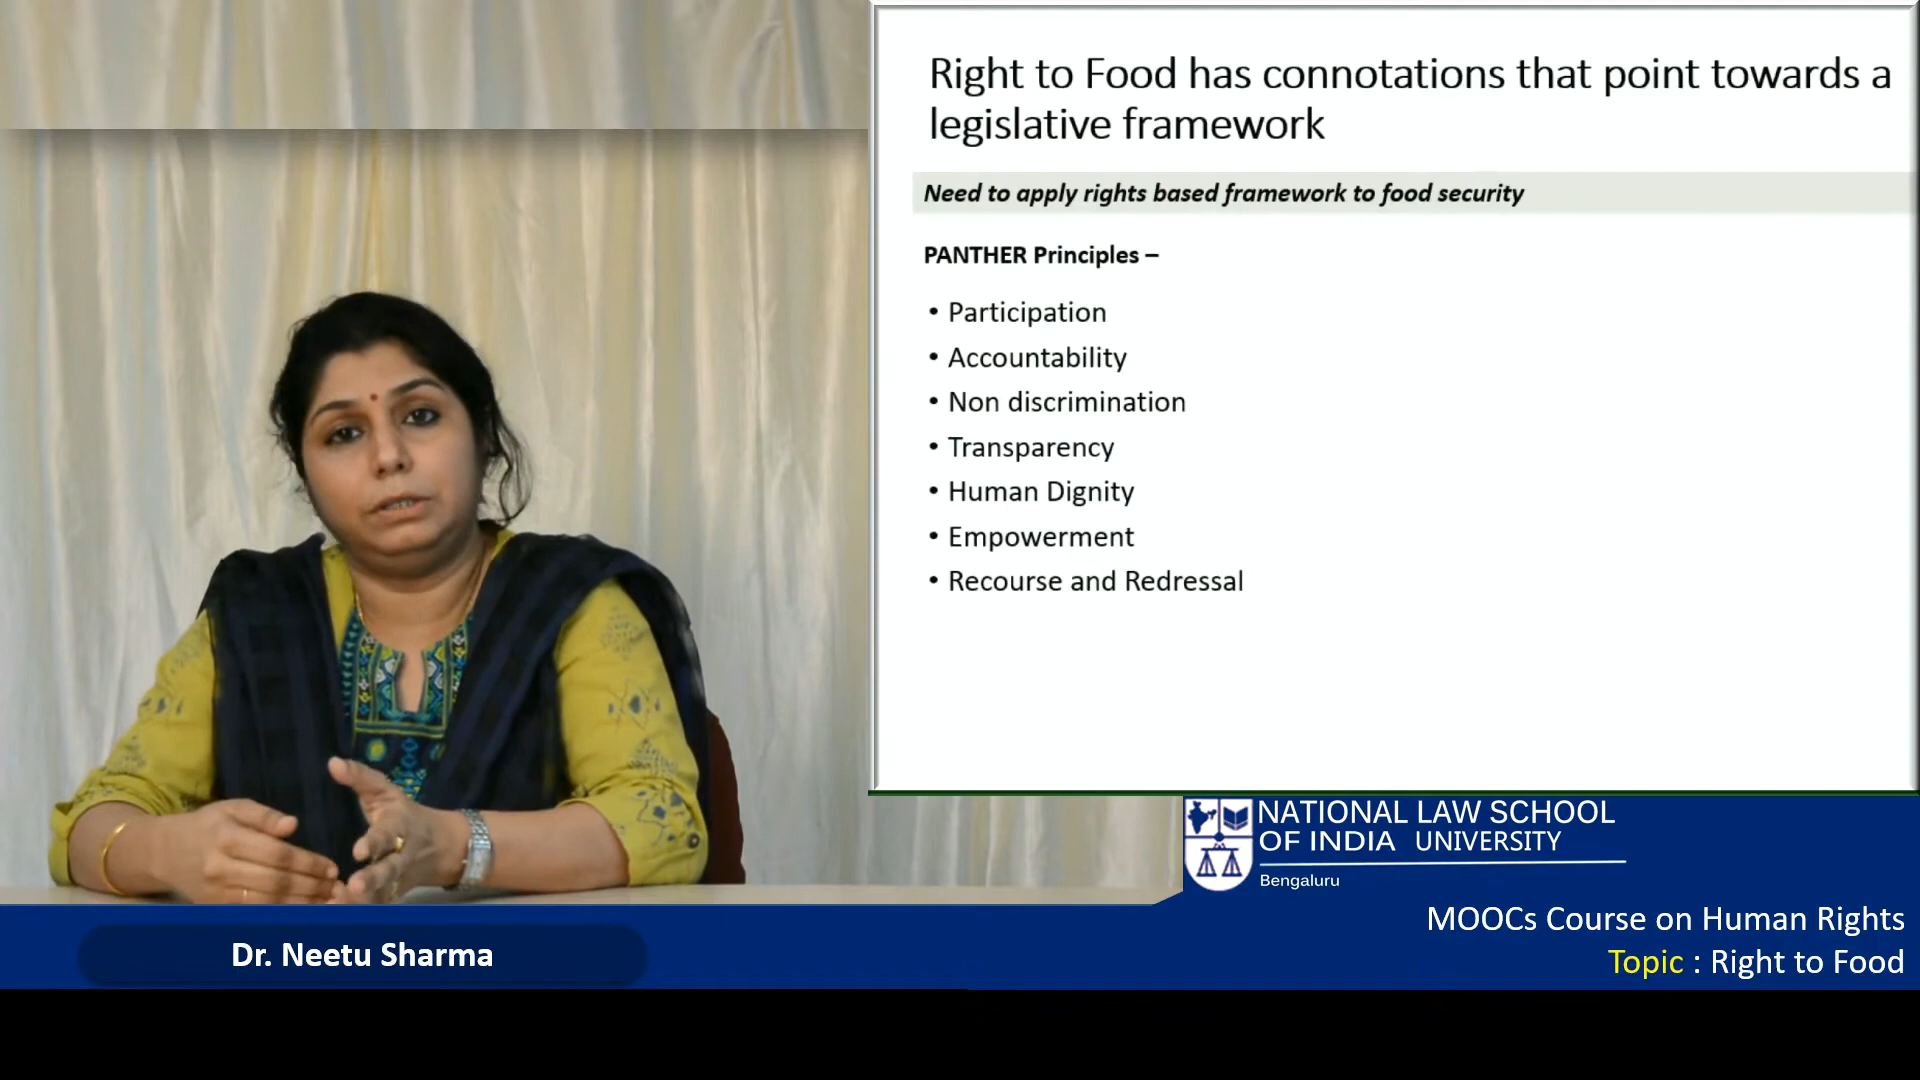 Right to Food has connotations that point towards a
legislative framework
Need to apply rights based framework to food security
PANTHER Principles –
• Participation
• Accountability
• Non discrimination
• Transparency
• Human Dignity
• Empowerment
• Recourse and Redressal
NATIONAL LAW SCHOOL
OF INDIA UNIVERSITY
Bengaluru
MOOCs Course on Human Rights
Topic : Right to Food
Dr. Neetu Sharma